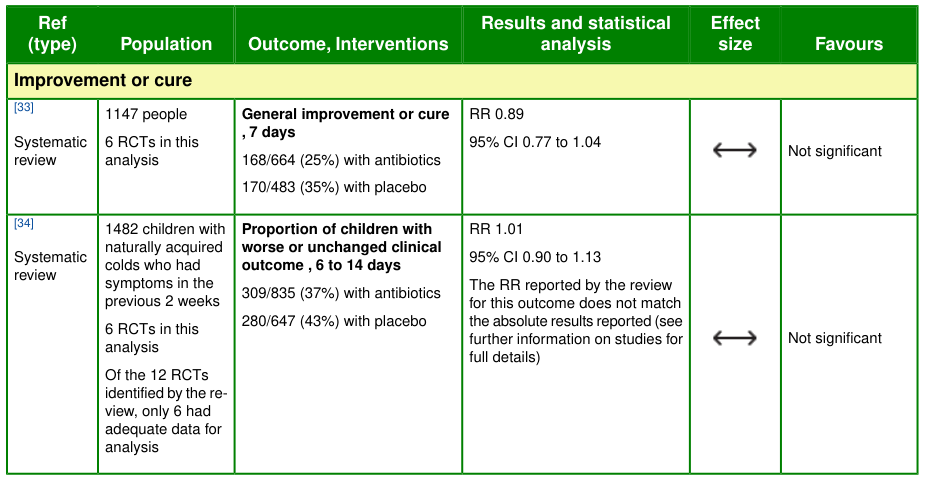 Ref (type)
Population
Outcome, Interventions
Results and statistical analysis
Effect size
Favours
Improvement or cure
[33]
Systematic
review
1147 people
6 RCTs in this
analysis
General improvement or cure
, 7 days
168/664 (25%) with antibiotics
170/483 (35%) with placebo
RR 0.89
95% CI 0.77 to 1.04
Not significant
[34]
Systematic
review
1482 children with
naturally acquired
colds who had
symptoms in the
previous 2 weeks
6 RCTs in this
analysis
Of the 12 RCTs
identified by the re-
view, only 6 had
adequate data for
analysis
Proportion of children with
worse or unchanged clinical
outcome , 6 to 14 days
309/835 (37%) with antibiotics
280/647 (43%) with placebo
RR 1.01
95% CI 0.90 to 1.13
The RR reported by the review
for this outcome does not match
the absolute results reported (see
further information on studies for
full details)
Not significant